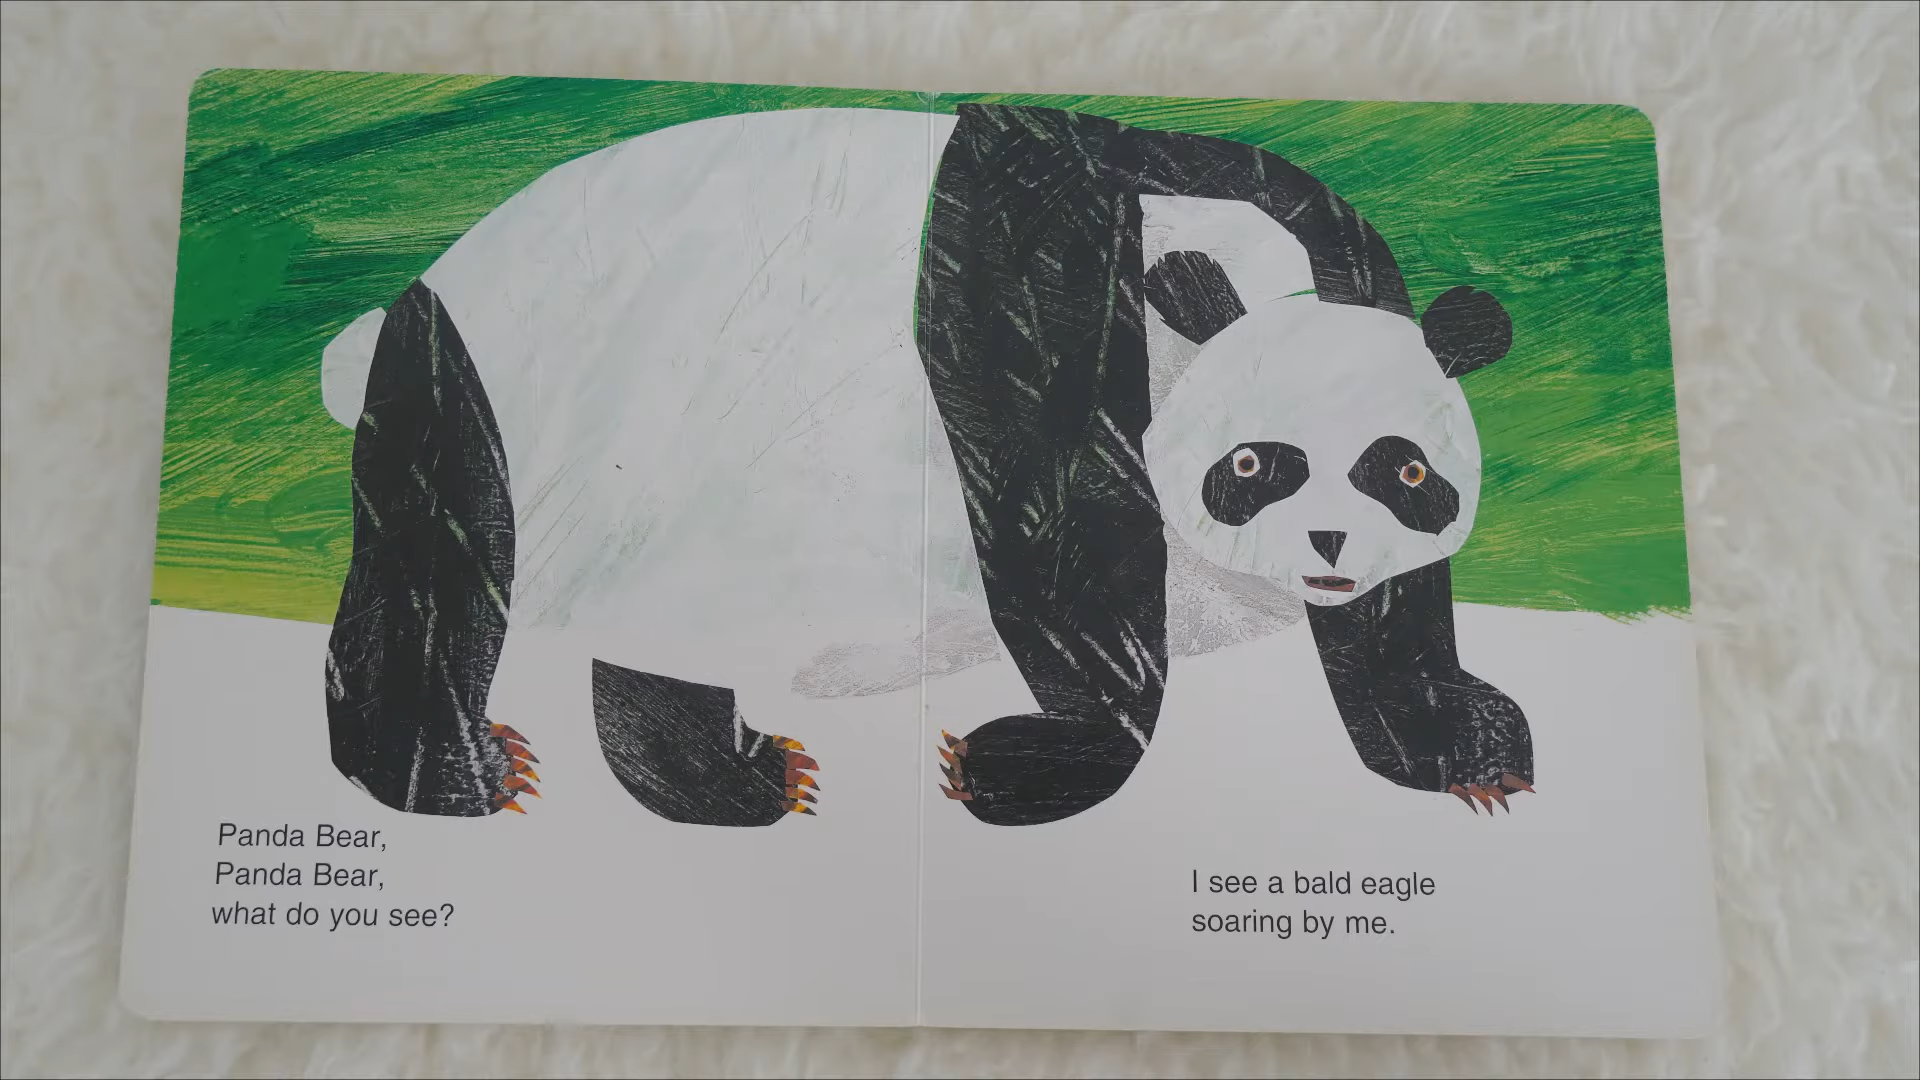 Panda Bear,
Panda Bear,
what do you see?
I see a bald eagle
soaring by me.